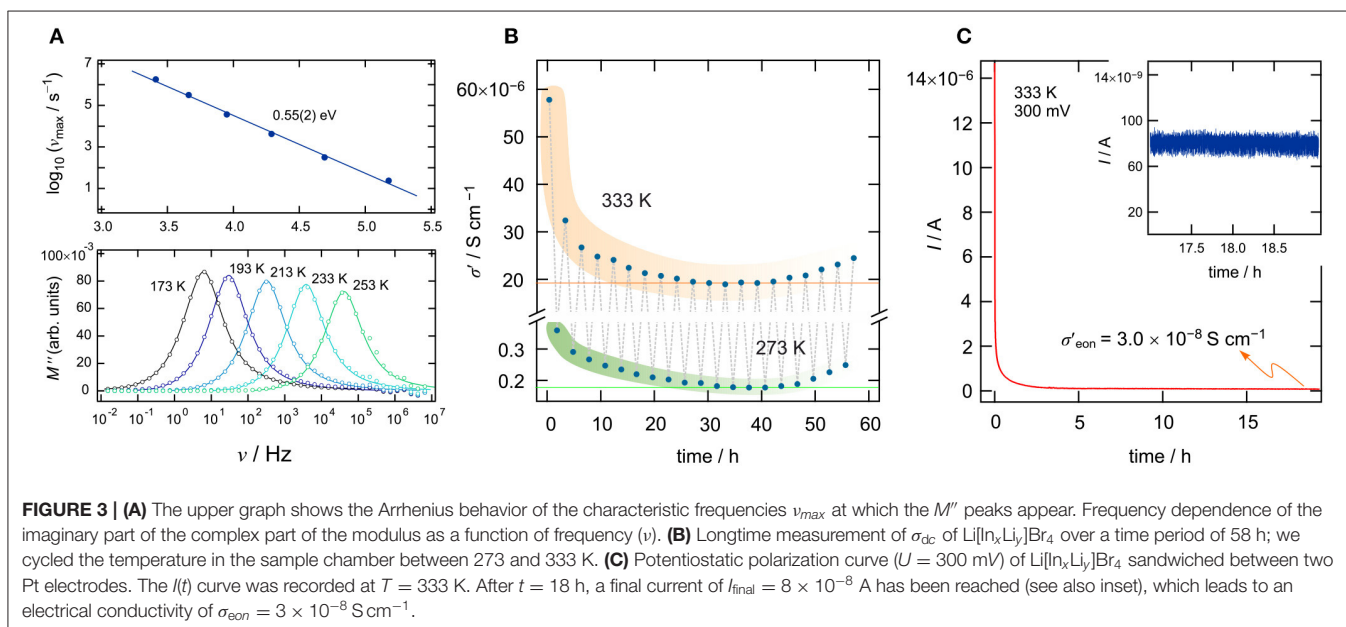 A
7
5
3
1
log10 (νmax / s−1)
0.55(2) eV
3.0
3.5
4.0
4.5
5.0
5.5
100×10−3
80
60
40
20
0
M'' (arb. units)
173 K
193 K
213 K
233 K
253 K
10−2
10−1
100
101
102
103
104
105
106
107
ν / Hz
B
60×10−6
50
40
30
20
0.3
0.2
σ′ / S cm−1
333 K
273 K
0
10
20
30
40
50
60
time / h
C
14×10−6
12
10
8
6
4
2
0
I / A
333 K
300 mV
14×10−9
100
80
60
20
I / A
17.5
18.0
18.5
time / h
σ′eon = 3.0 × 10−8 S cm−1
0
5
10
15
time / h
FIGURE 3 | (A) The upper graph shows the Arrhenius behavior of the characteristic frequencies νmax at which the M′′ peaks appear. Frequency dependence of the
imaginary part of the complex part of the modulus as a function of frequency (ν). (B) Longtime measurement of σdc of Li[InxLiy]Br4 over a time period of 58 h; we
cycled the temperature in the sample chamber between 273 and 333 K. (C) Potentiostatic polarization curve (U = 300 mV) of Li[InxLiy]Br4 sandwiched between two
Pt electrodes. The I(t) curve was recorded at T = 333 K. After t = 18 h, a final current of Ifinal = 8 × 10−8 A has been reached (see also inset), which leads to an
electrical conductivity of σeon = 3 × 10−8 S cm−1.